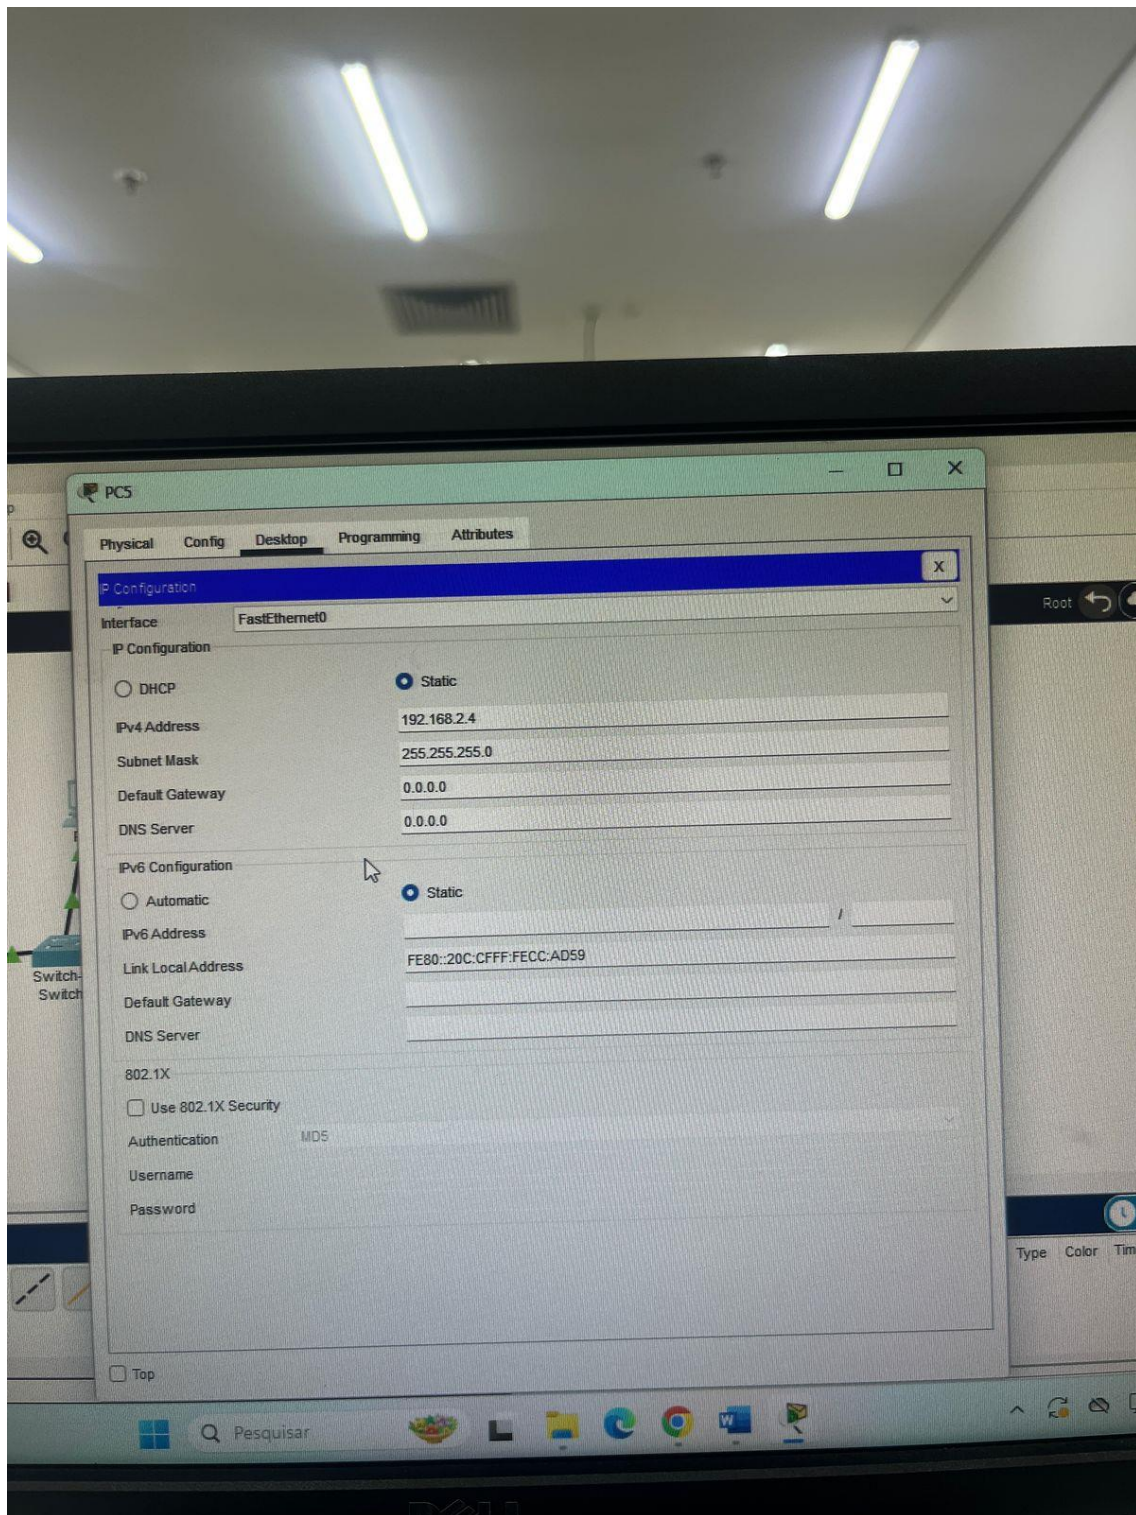 PC5
Physical Config Desktop Programming Attributes
IP Configuration X
Interface FastEthernet0
IP Configuration
DHCP Static
IPv4 Address 192.168.2.4
Subnet Mask 255.255.255.0
Default Gateway 0.0.0.0
DNS Server 0.0.0.0
IPv6 Configuration
Automatic Static
IPv6 Address /
Link Local Address FE80::20C:CFFF:FECC:AD59
Default Gateway
DNS Server
802.1X
Use 802.1X Security
Authentication MD5
Username
Password
Top
Root
Switch-
Switch
Type Color Tim
Pesquisar